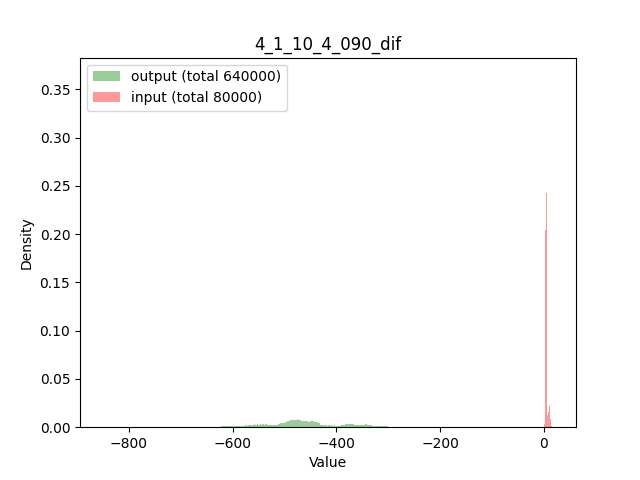 4_1_10_4_090_dif
output (total 640000)
input (total 80000)
0.35
0.30
0.25
0.20
0.15
0.10
0.05
0.00
Density
−800 −600 −400 −200 0
Value